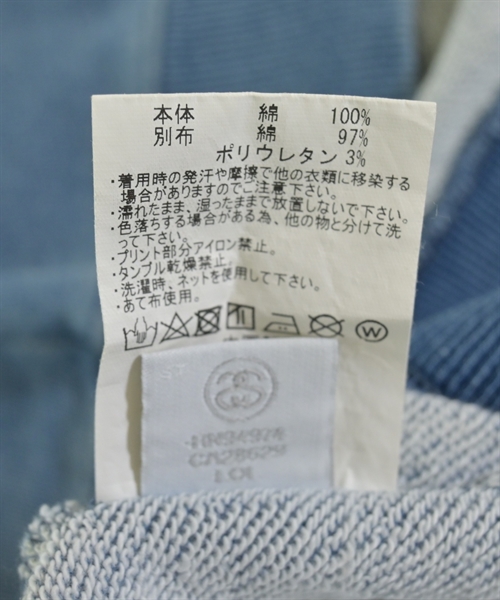 本体 綿 100%
別布 綿 97%
ポリウレタン 3%
・着用時の発汗や摩擦で他の衣類に移染する
場合がありますのでご注意下さい。
・濡れたまま、湿ったままで放置しないで下さい。
・色落ちする場合がある為、他の物と分けて洗
って下さい。
・プリント部分アイロン禁止。
・タンブル乾燥禁止。
・洗濯時、ネットを使用して下さい。
・あて布使用。
W
ST